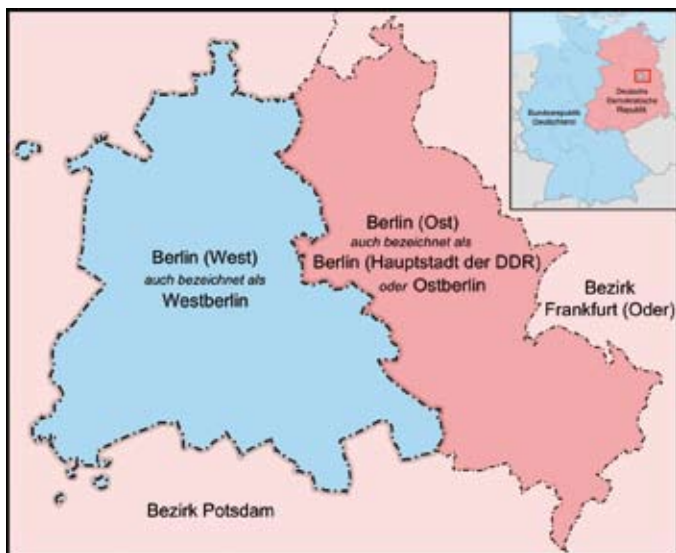 Bundesrepublik
Deutschland
Deutsche
Demokratische
Republik
Berlin (West)
auch bezeichnet als
Westberlin
Berlin (Ost)
auch bezeichnet als
Berlin (Hauptstadt der DDR)
oder Ostberlin
Bezirk
Frankfurt (Oder)
Bezirk Potsdam